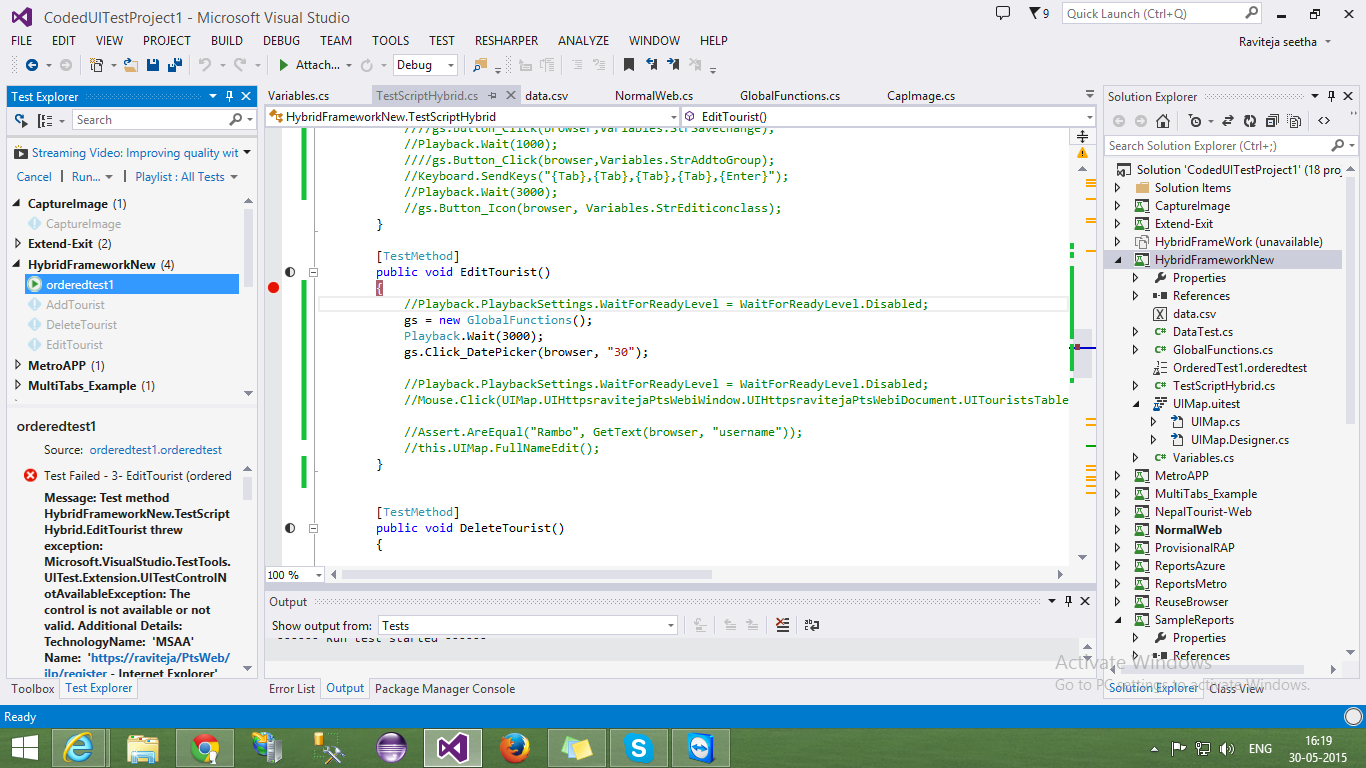 CodedUITestProject1 - Microsoft Visual Studio
9
Quick Launch (Ctrl+Q)
FILE EDIT VIEW PROJECT BUILD DEBUG TEAM TOOLS TEST RESHARPER ANALYZE WINDOW HELP
Raviteja seetha
Attach... Debug
Test Explorer
Search
Streaming Video: Improving quality wit
Cancel Run... Playlist : All Tests
CaptureImage (1)
CaptureImage
Extend-Exit (2)
HybridFrameworkNew (4)
orderedtest1
AddTourist
DeleteTourist
EditTourist
MetroAPP (1)
MultiTabs_Example (1)
orderedtest1
Source: orderedtest1.orderedtest
Test Failed - 3- EditTourist (ordered
Message: Test method
HybridFrameworkNew.TestScript
Hybrid.EditTourist threw
exception:
Microsoft.VisualStudio.TestTools.
UITest.Extension.UITestControlN
otAvailableException: The
control is not available or not
valid. Additional Details:
TechnologyName: 'MSAA'
Name: 'https://raviteja/PtsWeb/
ilp/register - Internet Explorer'
Toolbox Test Explorer
Variables.cs TestScriptHybrid.cs data.csv NormalWeb.cs GlobalFunctions.cs CapImage.cs
HybridFrameworkNew.TestScriptHybrid EditTourist()
////gs.Button_Click(browser,Variables.StrSavechange);
//Playback.Wait(1000);
////gs.Button_Click(browser,Variables.StrAddtoGroup);
//Keyboard.SendKeys("{Tab},{Tab},{Tab},{Tab},{Enter}");
//Playback.Wait(3000);
//gs.Button_Icon(browser, Variables.StrEditiconclass);
}
[TestMethod]
public void EditTourist()
{
//Playback.PlaybackSettings.WaitForReadyLevel = WaitForReadyLevel.Disabled;
gs = new GlobalFunctions();
Playback.Wait(3000);
gs.Click_DatePicker(browser, "30");
//Playback.PlaybackSettings.WaitForReadyLevel = WaitForReadyLevel.Disabled;
//Mouse.Click(UIMap.UIHttpsravitejaPtsWebiWindow.UIHttpsravitejaPtsWebiDocument.UITouristsTable
//Assert.AreEqual("Rambo", GetText(browser, "username"));
//this.UIMap.FullNameEdit();
}
[TestMethod]
public void DeleteTourist()
{
100 %
Output
Show output from: Tests
------ Run test started ------
Error List Output Package Manager Console
Solution Explorer
Search Solution Explorer (Ctrl+;)
Solution 'CodedUITestProject1' (18 proj
Solution Items
CaptureImage
Extend-Exit
HybridFrameWork (unavailable)
HybridFrameworkNew
Properties
References
data.csv
DataTest.cs
GlobalFunctions.cs
OrderedTest1.orderedtest
TestScriptHybrid.cs
UIMap.uitest
UIMap.cs
UIMap.Designer.cs
Variables.cs
MetroAPP
MultiTabs_Example
NepalTourist-Web
NormalWeb
ProvisionalRAP
ReportsAzure
ReportsMetro
ReuseBrowser
SampleReports
Properties
References
Solution Explorer Class View
Activate Windows
Go to PC settings to activate Windows.
Ready
ENG
16:19
30-05-2015